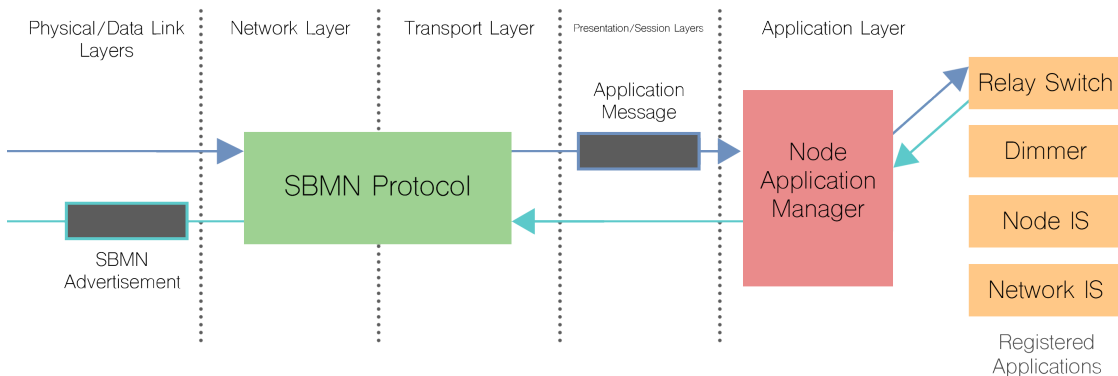 Physical/Data Link
Layers
Network Layer
Transport Layer
Presentation/Session Layers
Application Layer
Application
Message
SBMN Protocol
Node
Application
Manager
Relay Switch
Dimmer
Node IS
Network IS
SBMN
Advertisement
Registered
Applications